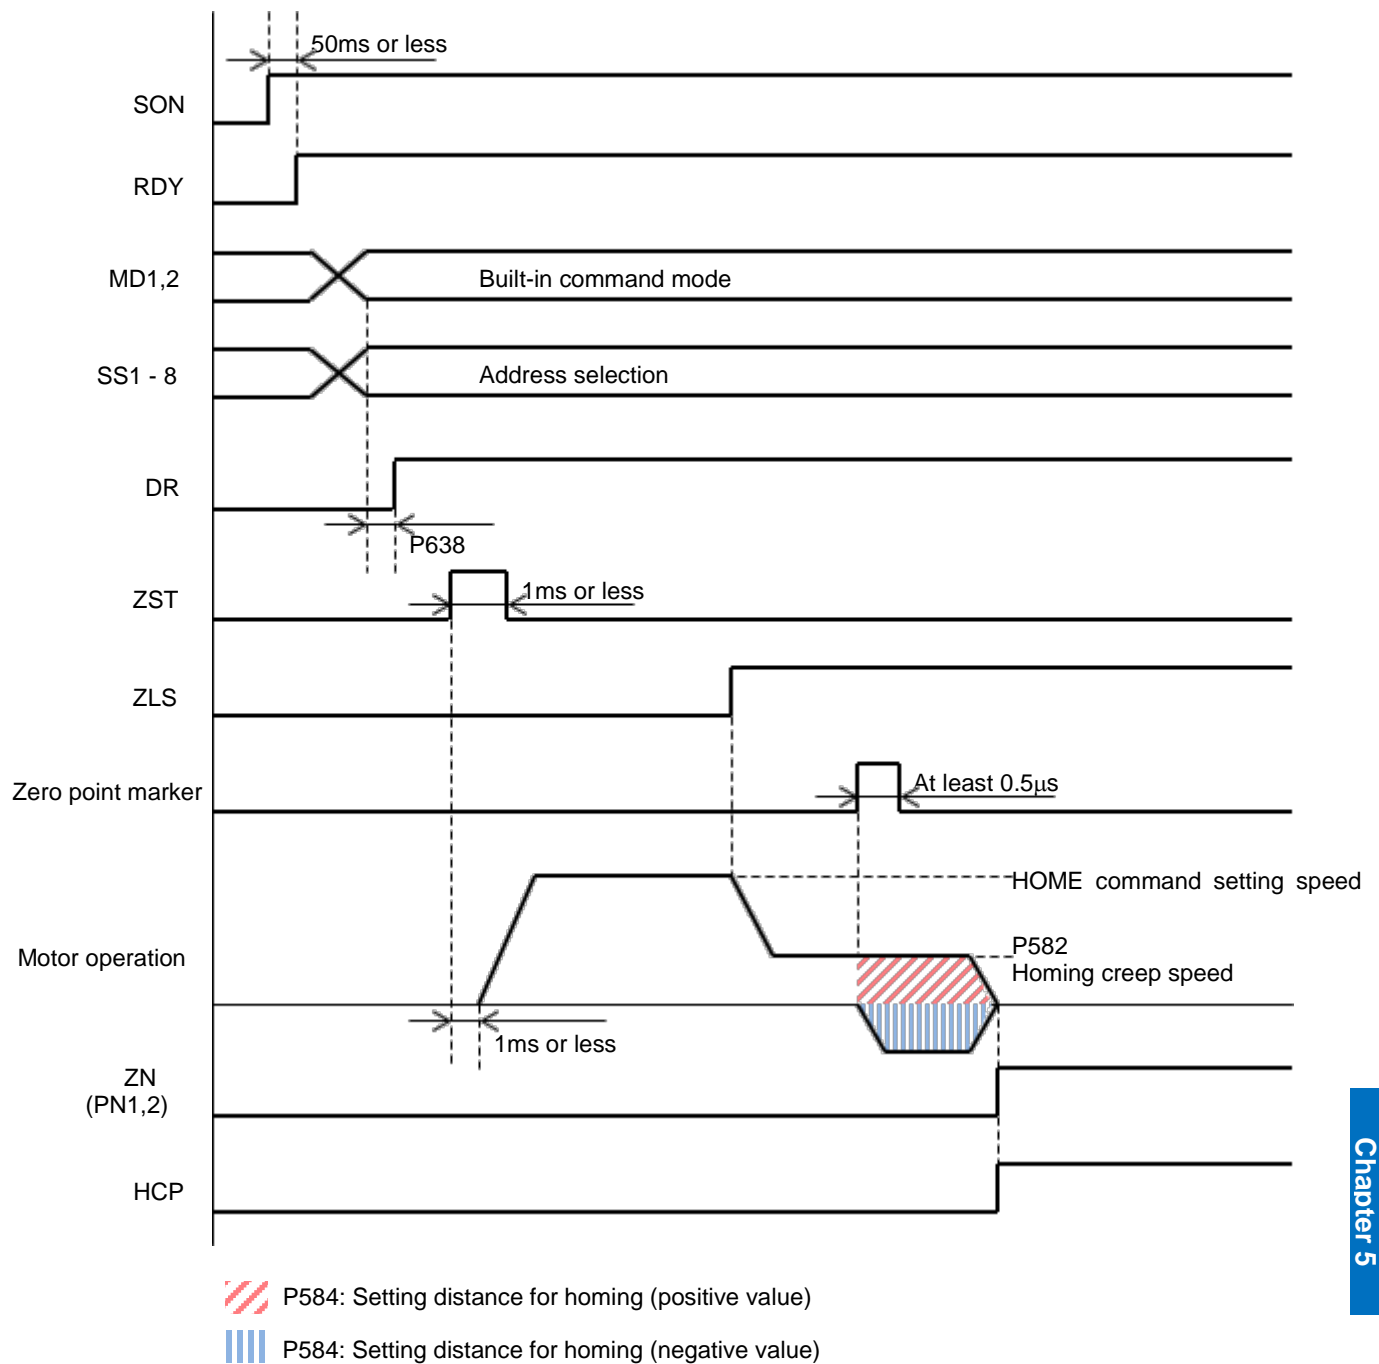 50ms or less
SON
RDY
MD1,2
Built-in command mode
SS1 - 8
Address selection
DR
P638
ZST
1ms or less
ZLS
Zero point marker
At least 0.5μs
HOME command setting speed
Motor operation
P582
Homing creep speed
1ms or less
ZN
(PN1,2)
HCP
Chapter 5
P584: Setting distance for homing (positive value)
P584: Setting distance for homing (negative value)